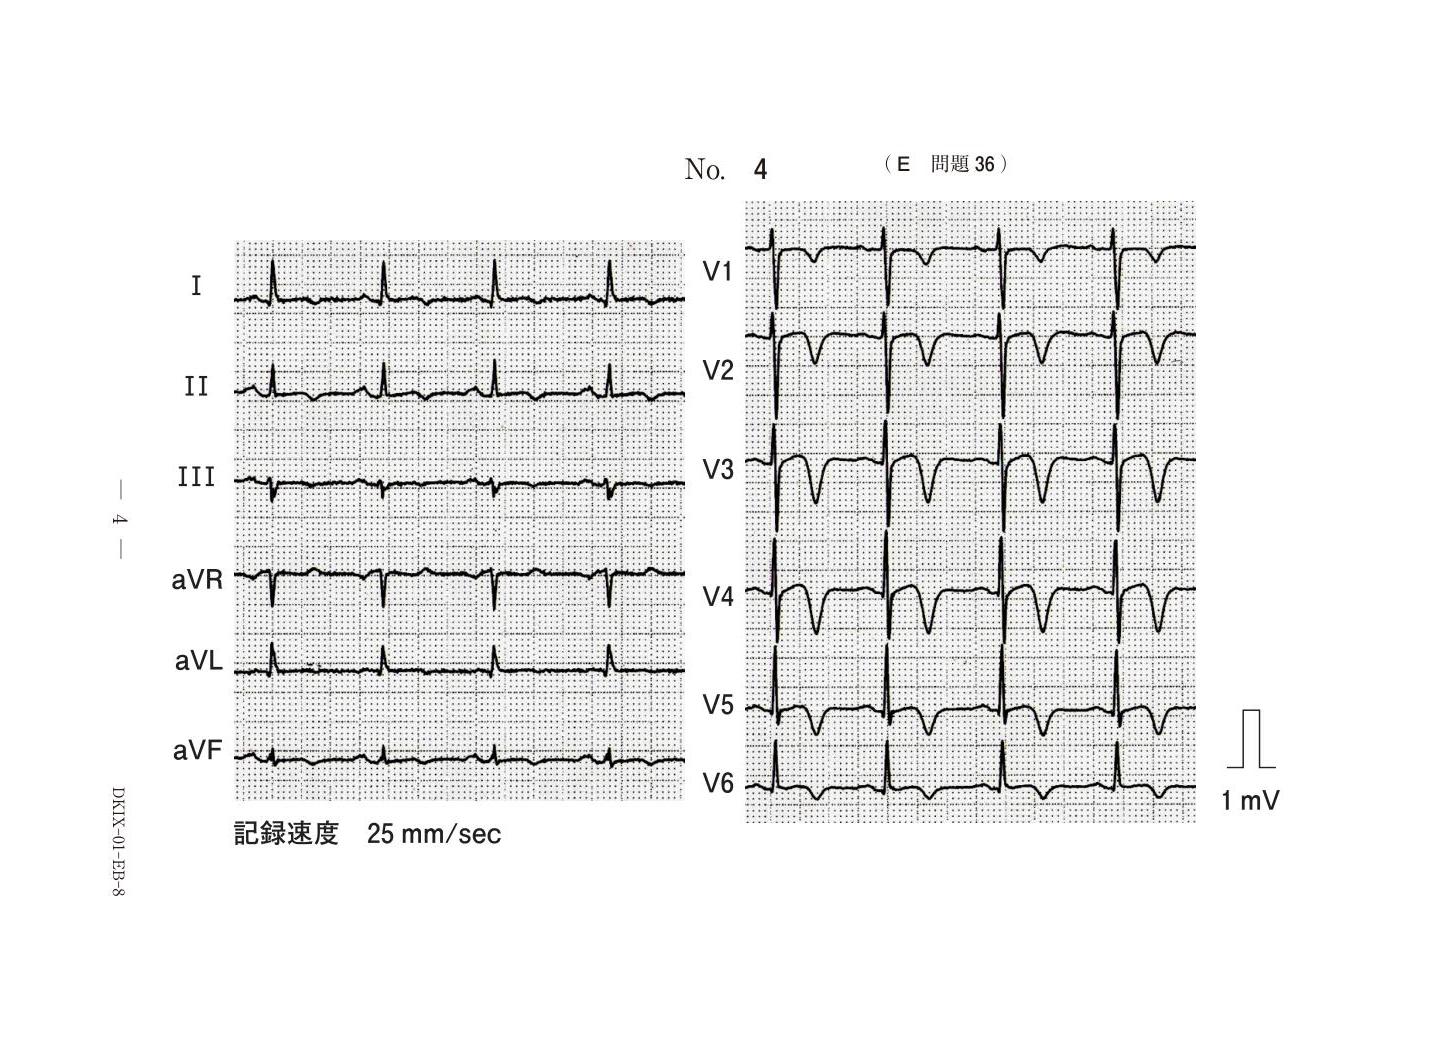 No. 4 （E 問題 36）
I
II
III
aVR
aVL
aVF
記録速度 25 mm/sec
V1
V2
V3
V4
V5
V6
1 mV
— 4 —
DKIX-01-EB-8